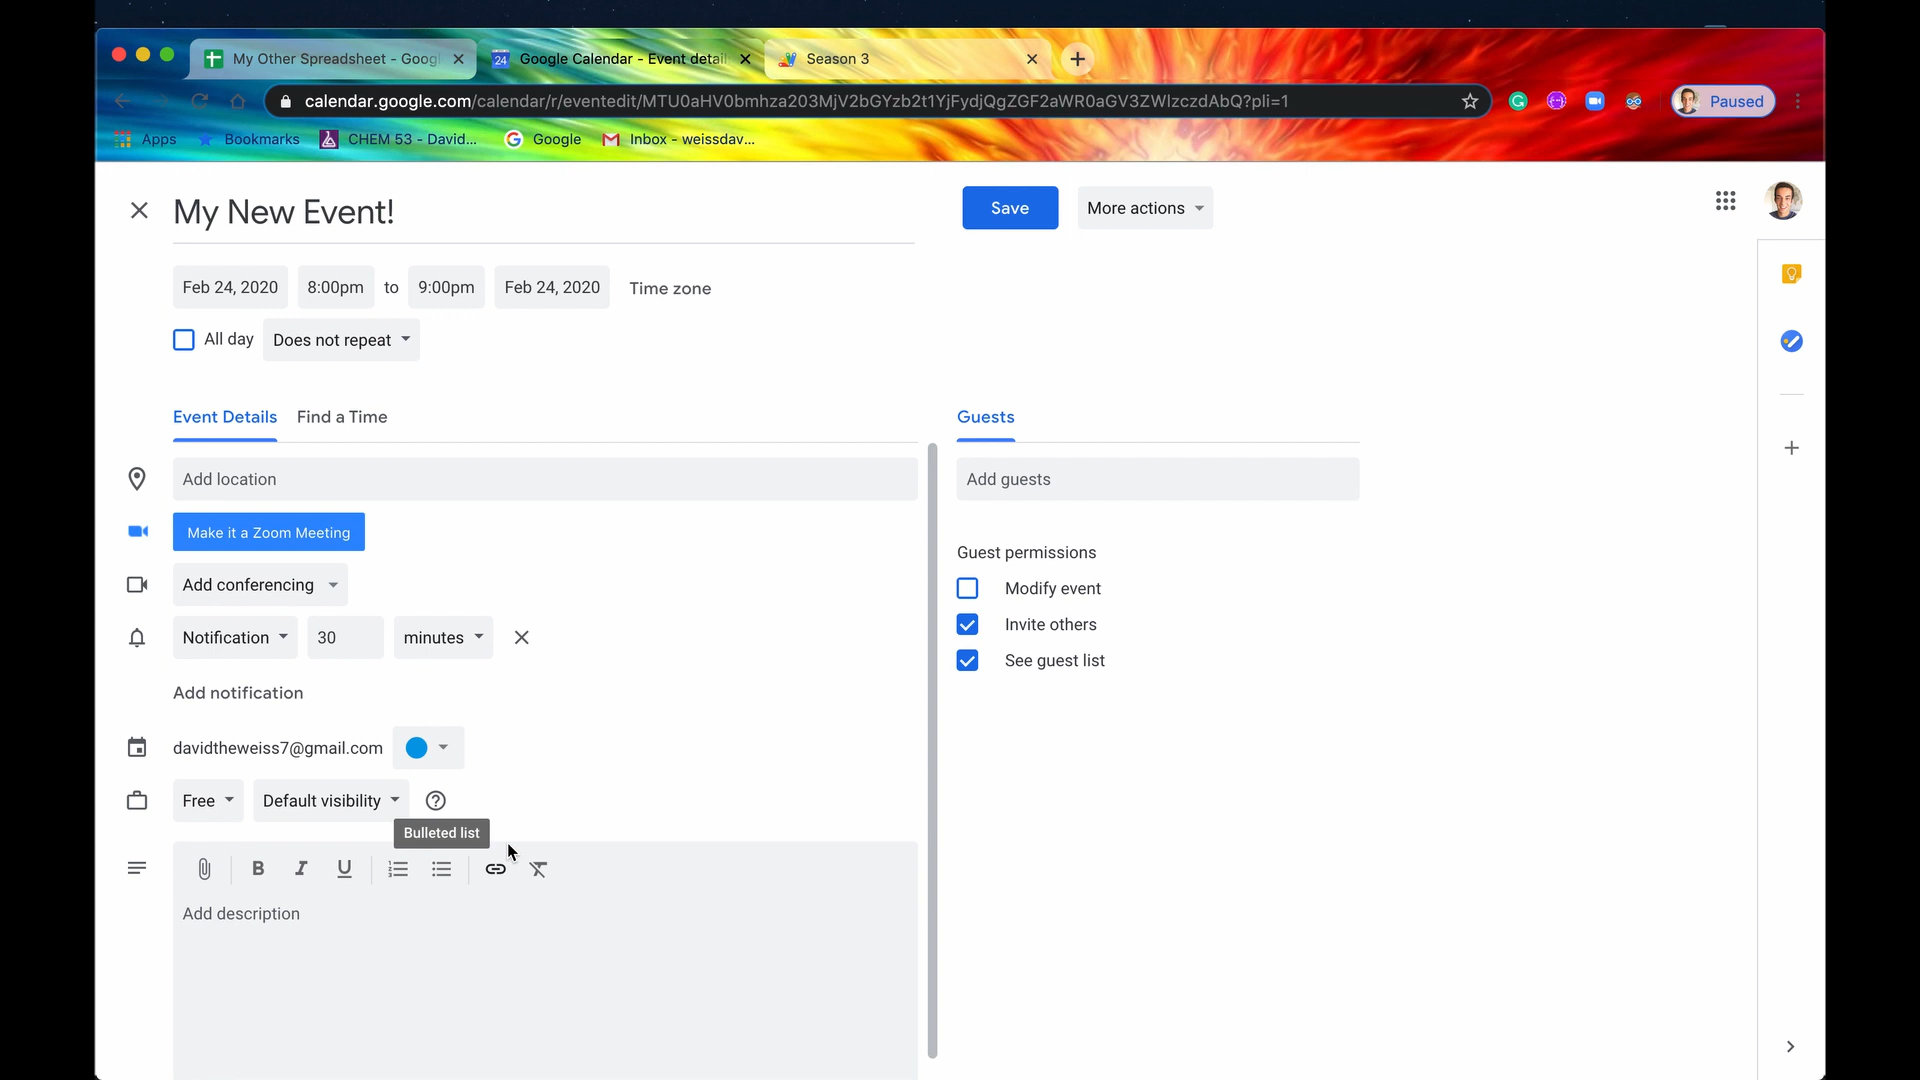 My Other Spreadsheet - Goog
24 Google Calendar - Event detail
Season 3
calendar.google.com/calendar/r/eventedit/MTU0aHV0bmhza203MjV2bGYzb2t1YjFydjQgZGF2aWR0aGV3ZWlzczdAbQ?pli=1
Paused
Apps
Bookmarks
CHEM 53 - David...
Google
Inbox - weissdav...
My New Event!
Save
More actions
Feb 24, 2020 8:00pm to 9:00pm Feb 24, 2020 Time zone
All day Does not repeat
Event Details Find a Time
Guests
Add location
Add guests
Make it a Zoom Meeting
Guest permissions
Add conferencing
Modify event
Notification 30 minutes
Invite others
See guest list
Add notification
davidtheweiss7@gmail.com
Free Default visibility
Bulleted list
B I U
Add description